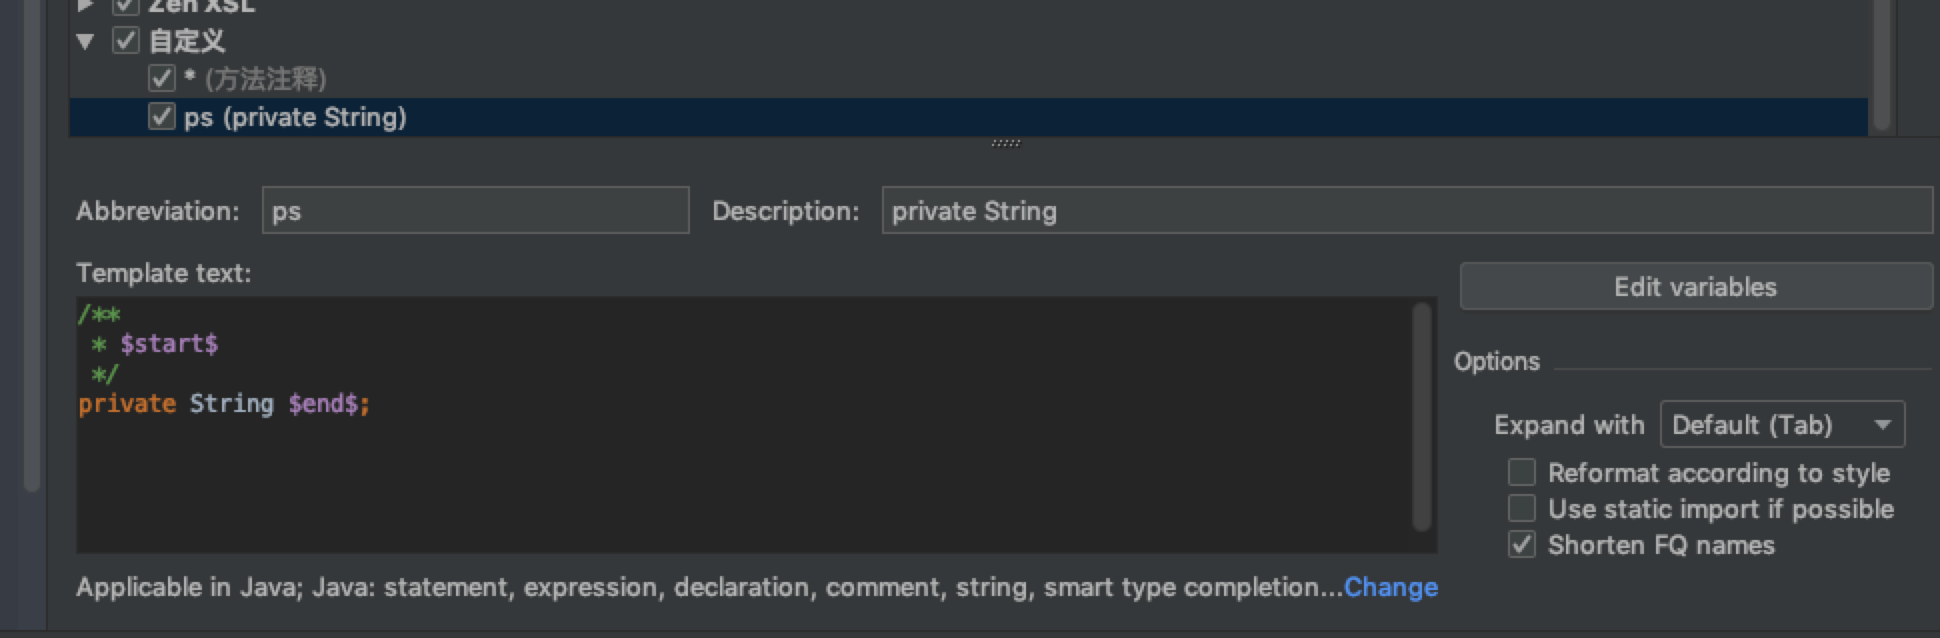 Zen XSL
自定义
* (方法注释)
ps (private String)
Abbreviation: ps Description: private String
Template text:
Edit variables
/**
* $start$
*/
private String $end$;
Options
Expand with Default (Tab)
Reformat according to style
Use static import if possible
Shorten FQ names
Applicable in Java; Java: statement, expression, declaration, comment, string, smart type completion...Change